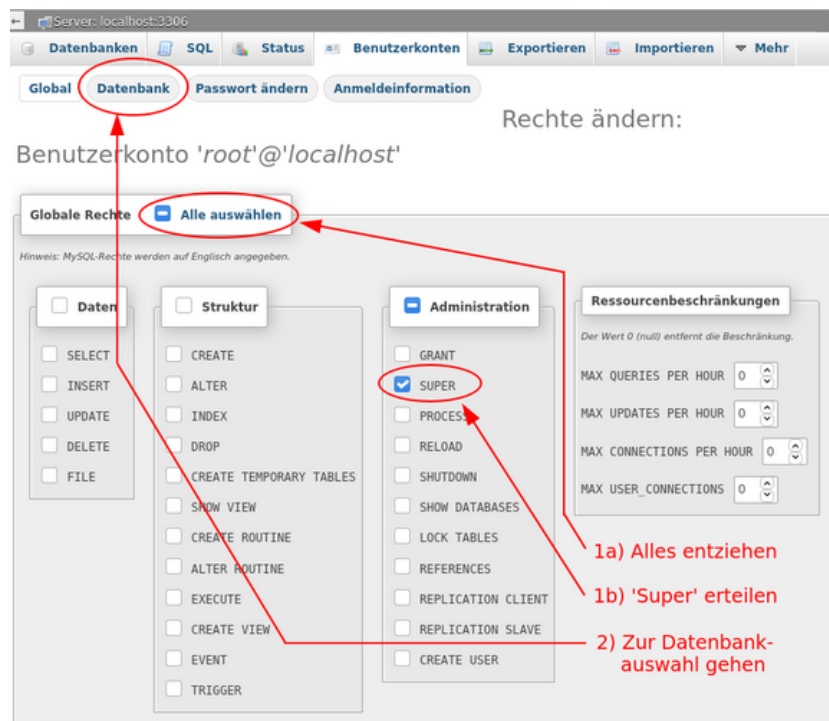 Server: localhost:3306
Datenbanken SQL Status Benutzerkonten Exportieren Importieren Mehr
Global Datenbank Passwort ändern Anmeldeinformation
Rechte ändern:
Benutzerkonto 'root'@'localhost'
Globale Rechte Alle auswählen
Hinweis: MySQL-Rechte werden auf Englisch angegeben.
Daten
SELECT
INSERT
UPDATE
DELETE
FILE
Struktur
CREATE
ALTER
INDEX
DROP
CREATE TEMPORARY TABLES
SHOW VIEW
CREATE ROUTINE
ALTER ROUTINE
EXECUTE
CREATE VIEW
EVENT
TRIGGER
Administration
GRANT
SUPER
PROCESS
RELOAD
SHUTDOWN
SHOW DATABASES
LOCK TABLES
REFERENCES
REPLICATION CLIENT
REPLICATION SLAVE
CREATE USER
Ressourcenbeschränkungen
Der Wert 0 (null) entfernt die Beschränkung.
MAX QUERIES PER HOUR 0
MAX UPDATES PER HOUR 0
MAX CONNECTIONS PER HOUR 0
MAX USER_CONNECTIONS 0
1a) Alles entziehen
1b) 'Super' erteilen
2) Zur Datenbank-
auswahl gehen